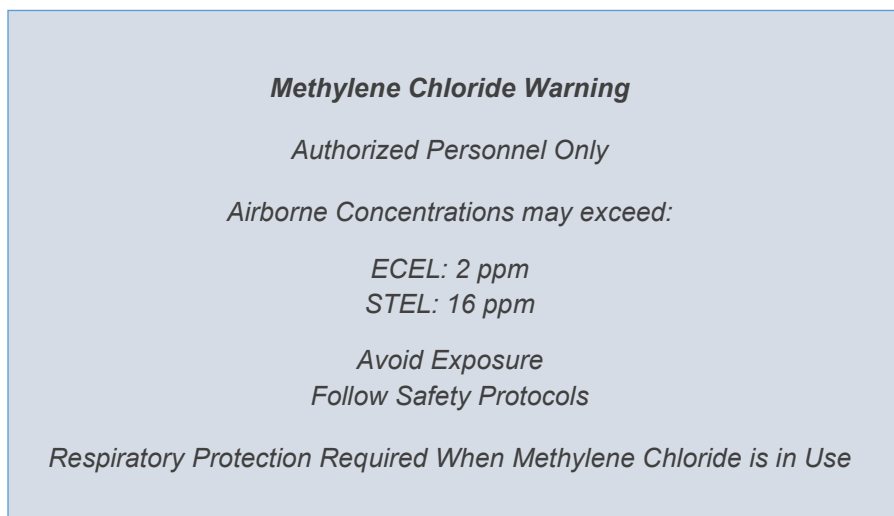 Methylene Chloride Warning
Authorized Personnel Only
Airborne Concentrations may exceed:
ECEL: 2 ppm
STEL: 16 ppm
Avoid Exposure
Follow Safety Protocols
Respiratory Protection Required When Methylene Chloride is in Use